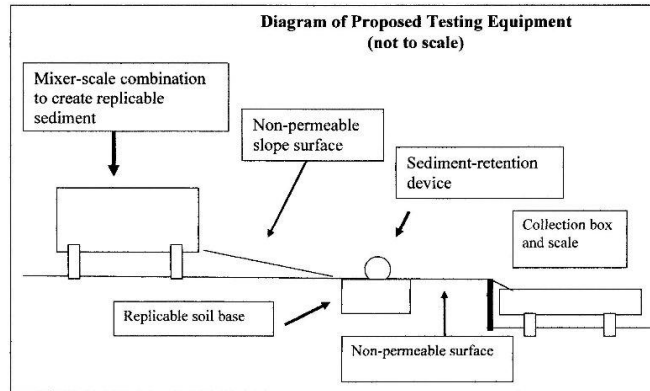 Diagram of Proposed Testing Equipment
(not to scale)
Mixer-scale combination
to create replicable
sediment
Non-permeable
slope surface
Sediment-retention
device
Collection box
and scale
Replicable soil base
Non-permeable surface